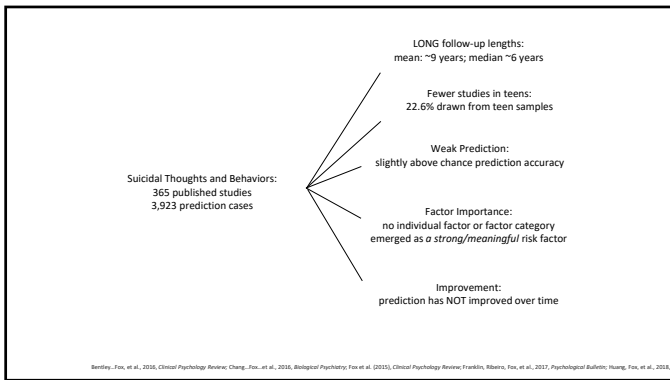 LONG follow-up lengths:
mean: ~9 years; median ~6 years
Fewer studies in teens:
22.6% drawn from teen samples
Weak Prediction:
slightly above chance prediction accuracy
Suicidal Thoughts and Behaviors:
365 published studies
3,923 prediction cases
Factor Importance:
no individual factor or factor category
emerged as a strong/meaningful risk factor
Improvement:
prediction has NOT improved over time
Bentley…Fox, et al., 2016, Clinical Psychology Review; Chang…Fox…et al., 2016, Biological Psychiatry; Fox et al. (2015), Clinical Psychology Review; Franklin, Ribeiro, Fox, et al., 2017, Psychological Bulletin; Huang, Fox, et al., 2018,